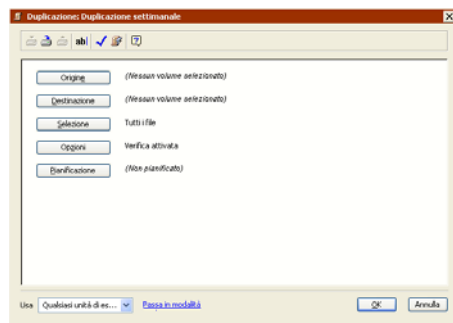 Duplicazione: Duplicazione settimanale
ab|
Origine (Nessun volume selezionato)
Destinazione (Nessun volume selezionato)
Selezione Tutti i file
Opzioni Verifica attivata
Pianificazione (Non pianificato)
Usa Qualsiasi unità di es... Passa in modalità OK Annulla